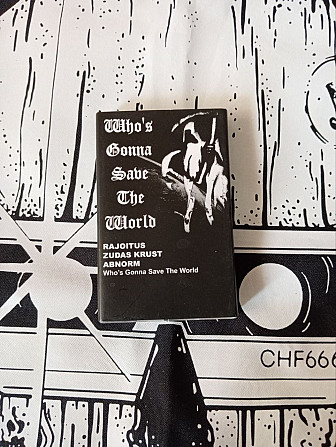 Who's
Gonna
Save
The
World
RAJOITUS
ZUDAS KRUST
ABNORM
Who's Gonna Save The World
CHF666